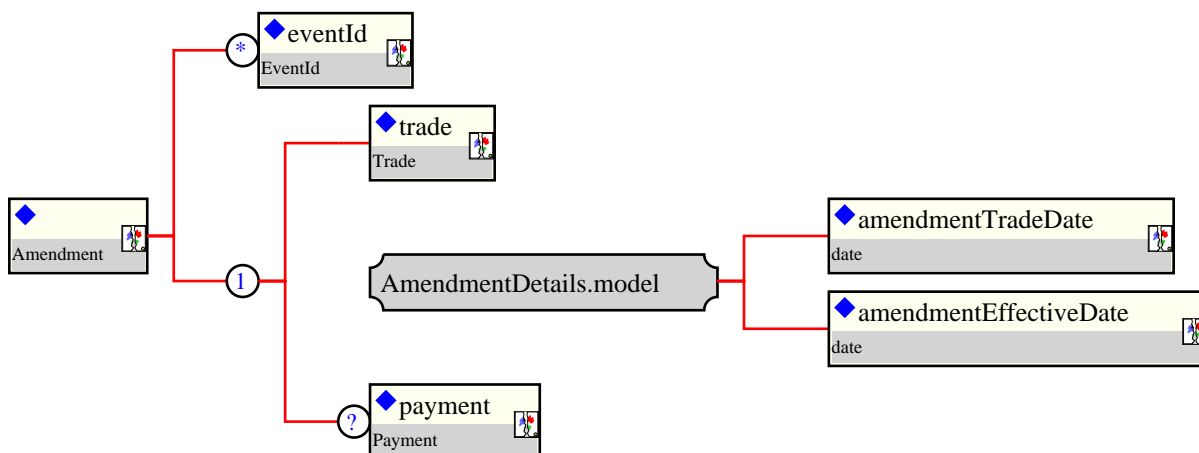 *
eventId
EventId
trade
Trade
Amendment
1
AmendmentDetails.model
amendmentTradeDate
date
amendmentEffectiveDate
date
?
payment
Payment